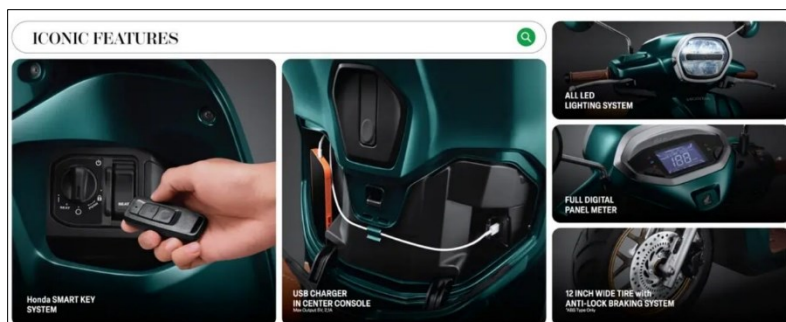 ICONIC FEATURES
SEAT
Honda SMART KEY
SYSTEM
USB CHARGER
IN CENTER CONSOLE
Max Output 5V, 2,1A
ALL LED
LIGHTING SYSTEM
188
FULL DIGITAL
PANEL METER
12 INCH WIDE TIRE with
ANTI-LOCK BRAKING SYSTEM
*ABS Type Only